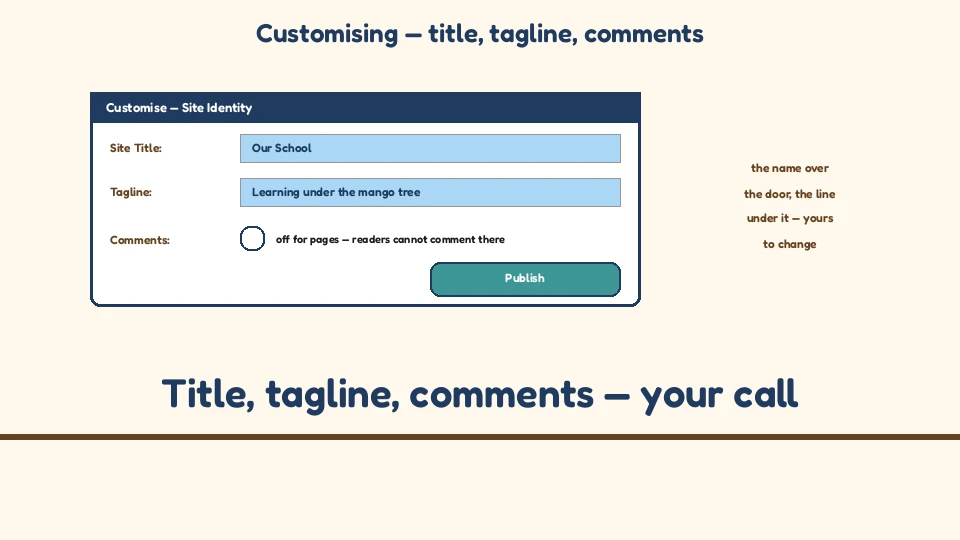 Customising – title, tagline, comments
Customise – Site Identity
Site Title:
Our School
Tagline:
Learning under the mango tree
Comments:
off for pages – readers cannot comment there
Publish
the name over
the door, the line
under it – yours
to change
Title, tagline, comments – your call